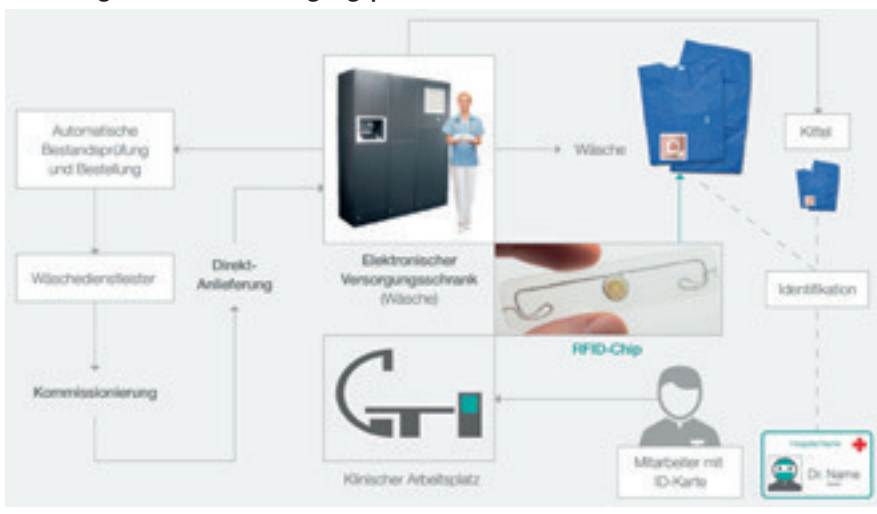 Automatische
Bestandsprüfung
und Bestellung
Wäsche
Kittel
Wäschedienstleister
Direkt-
Anlieferung
Elektronischer
Versorgungsschrank
(Wäsche)
Identifikation
RFID-Chip
Kommissionierung
Klinischer Arbeitsplatz
Mitarbeiter mit
ID-Karte
Dr. Name